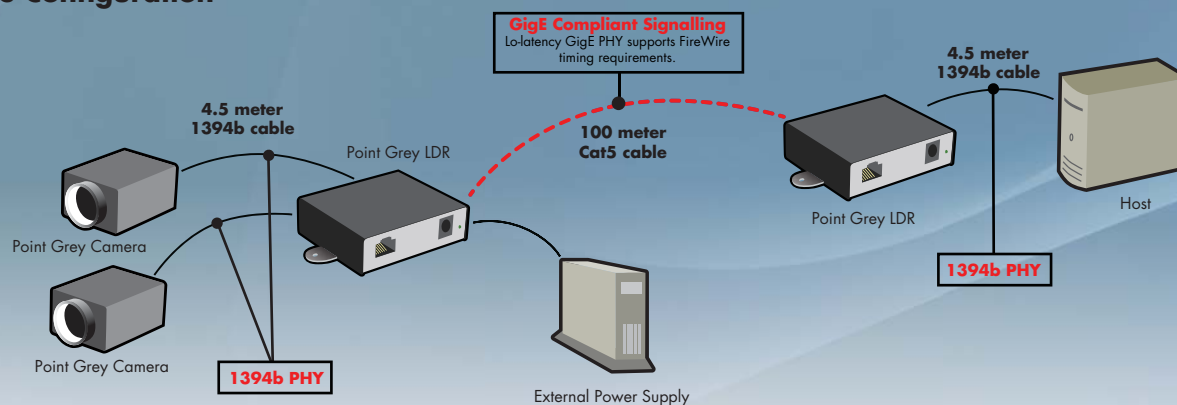 Configuration
GigE Compliant Signalling
Lo-latency GigE PHY supports FireWire
timing requirements.
4.5 meter
1394b cable
4.5 meter
1394b cable
Point Grey LDR
100 meter
Cat5 cable
Point Grey Camera
Point Grey LDR
Host
1394b PHY
Point Grey Camera
1394b PHY
External Power Supply